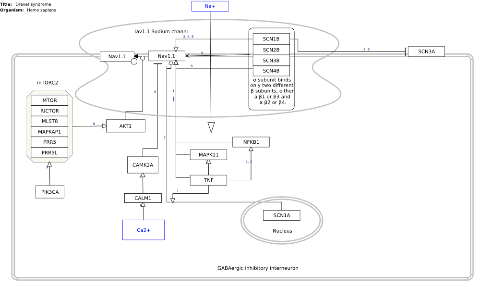 Title: Dravet syndrome
Organism: Homo sapiens
Na+
Nav1.1 Sodium channel
Nav1.1
Nav1.1
SCN1B
SCN2B
SCN3B
SCN4B
α subunit binds
only two different
β subunits, either
a β1 or β3 and
a β2 or β4.
SCN3A
mTORC2
MTOR
RICTOR
MLST8
MAPKAP1
PRR5
PRR5L
AKT1
PIK3CA
CAMK2A
CALM1
Ca2+
MAPK11
TNF
NFKB1
SCN1A
Nucleus
GABAergic inhibitory interneuron